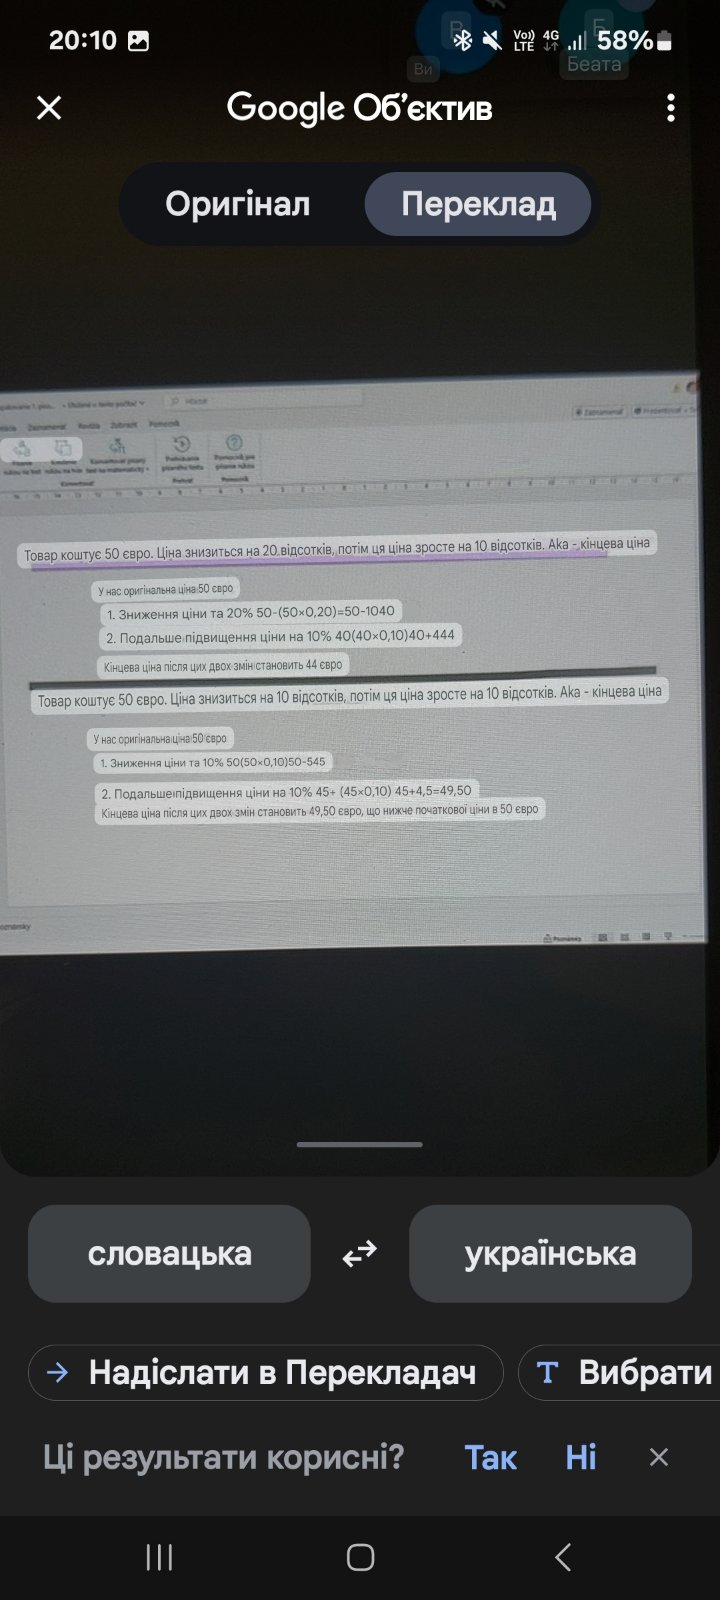 20:10
Vo))
LTE
4G
58%
В
Б
Ви
Беата
Google Об’єктив
Оригінал
Переклад
Товар коштує 50 євро. Ціна знизиться на 20 відсотків, потім ця ціна зросте на 10 відсотків. Aka - кінцева ціна
У нас оригінальна ціна 50 євро
1. Зниження ціни та 20% 50-(50×0,20)=50-1040
2. Подальше підвищення ціни на 10% 40(40×0,10)40+444
Кінцева ціна після цих двох змін становить 44 євро
Товар коштує 50 євро. Ціна знизиться на 10 відсотків, потім ця ціна зросте на 10 відсотків. Aka - кінцева ціна
У нас оригінальна ціна 50 євро
1. Зниження ціни та 10% 50(50×0,10)50-545
2. Подальше підвищення ціни на 10% 45+ (45×0,10) 45+4,5=49,50
Кінцева ціна після цих двох змін становить 49,50 євро, що нижче початкової ціни в 50 євро
словацька
українська
Надіслати в Перекладач
Вибрати
Ці результати корисні?
Так
Ні